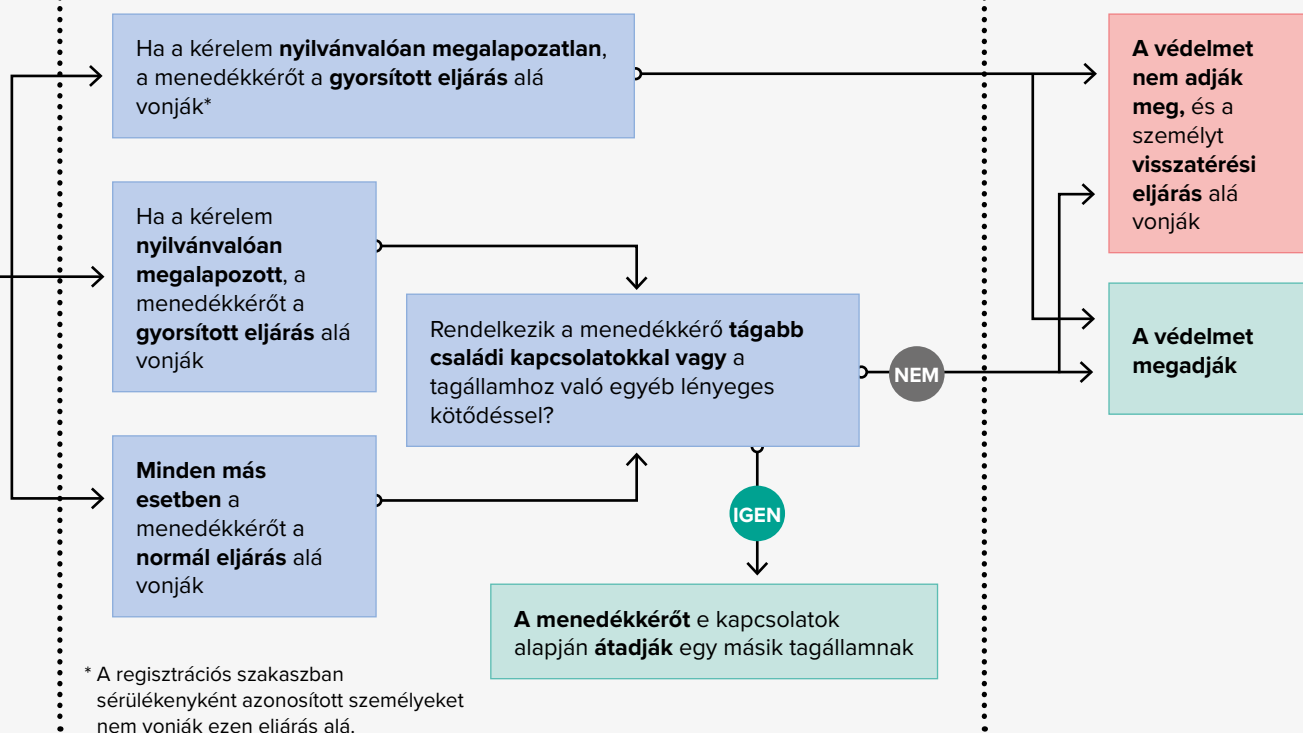 Ha a kérelem nyilvánvalóan megalapozatlan,
a menedékkérőt a gyorsított eljárás alá
vonják*
Ha a kérelem
nyilvánvalóan
megalapozott, a
menedékkérőt a
gyorsított eljárás alá
vonják
Minden más
esetben a
menedékkérőt a
normál eljárás alá
vonják
Rendelkezik a menedékkérő tágabb
családi kapcsolatokkal vagy a
tagállamhoz való egyéb lényeges
kötődéssel?
NEM
IGEN
A menedékkérőt e kapcsolatok
alapján átadják egy másik tagállamnak
A védelmet
nem adják
meg, és a
személyt
visszatérési
eljárás alá
vonják
A védelmet
megadják
* A regisztrációs szakaszban
sérülékenyként azonosított személyeket
nem vonják ezen eljárás alá.